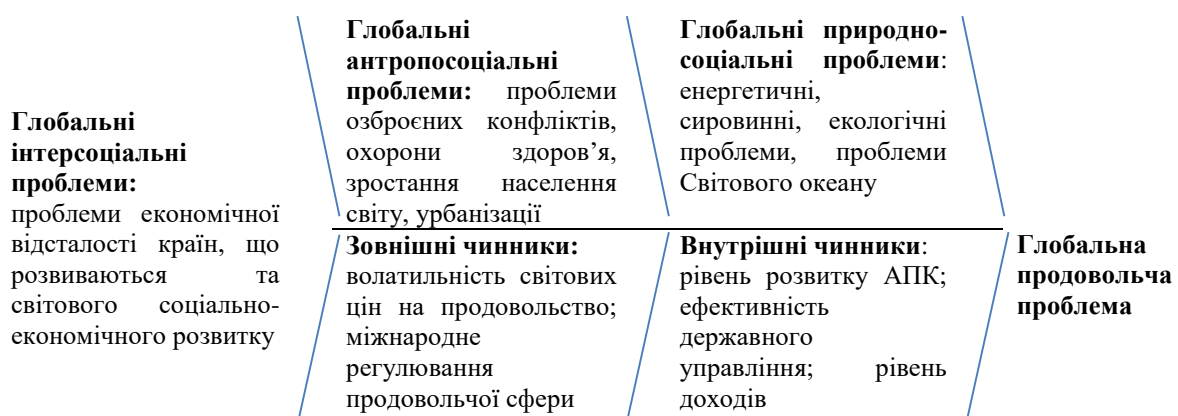 Глобальні
інтерсоціальні
проблеми:
проблеми економічної
відсталості країн, що
розвиваються та
світового соціально-
економічного розвитку
Глобальні
антропосоціальні
проблеми: проблеми
озброєних конфліктів,
охорони здоров’я,
зростання населення
світу, урбанізації
Глобальні природно-
соціальні проблеми:
енергетичні,
сировинні, екологічні
проблеми, проблеми
Світового океану
Зовнішні чинники:
волатильність світових
цін на продовольство;
міжнародне
регулювання
продовольчої сфери
Внутрішні чинники:
рівень розвитку АПК;
ефективність
державного
управління; рівень
доходів
Глобальна
продовольча
проблема